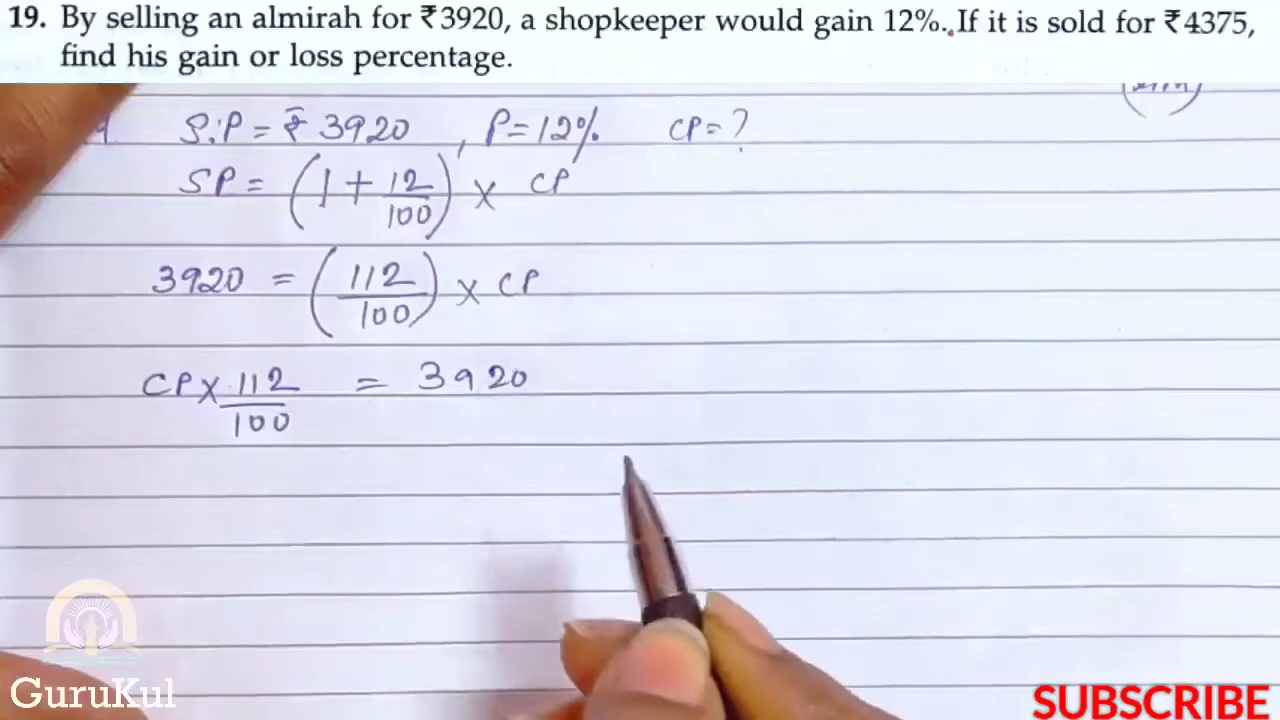 19. By selling an almirah for ₹3920, a shopkeeper would gain 12%. If it is sold for ₹4375,
find his gain or loss percentage.
S.P = ₹ 3920 , P = 12% CP = ?
SP = (1 + 12/100) × CP
3920 = (112/100) × CP
CP × 112/100 = 3920
GuruKul
SUBSCRIBE